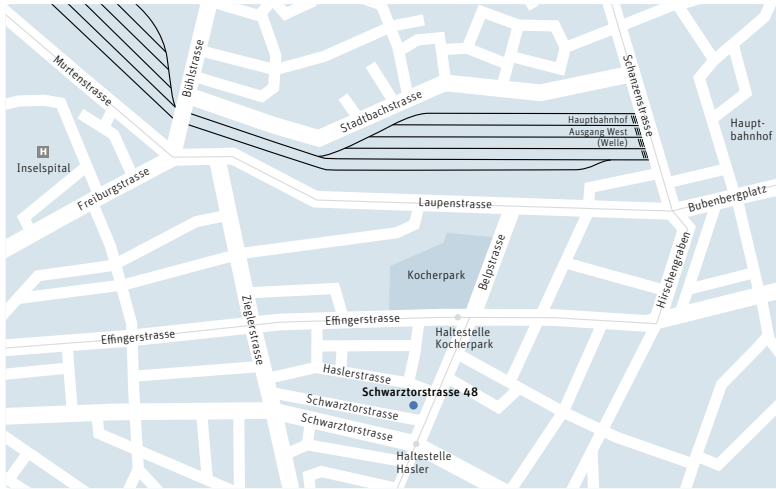 Murtenstrasse
Bühlstrasse
Schanzenstrasse
Stadtbachstrasse
Hauptbahnhof
Ausgang West
(Welle)
Haupt-
bahnhof
H
Inselspital
Freiburgstrasse
Laupenstrasse
Bubenbergplatz
Belpstrasse
Hirschengraben
Kocherpark
Zieglerstrasse
Effingerstrasse
Effingerstrasse
Haltestelle
Kocherpark
Haslerstrasse
Schwarztorstrasse 48
Schwarztorstrasse
Schwarztorstrasse
Haltestelle
Hasler